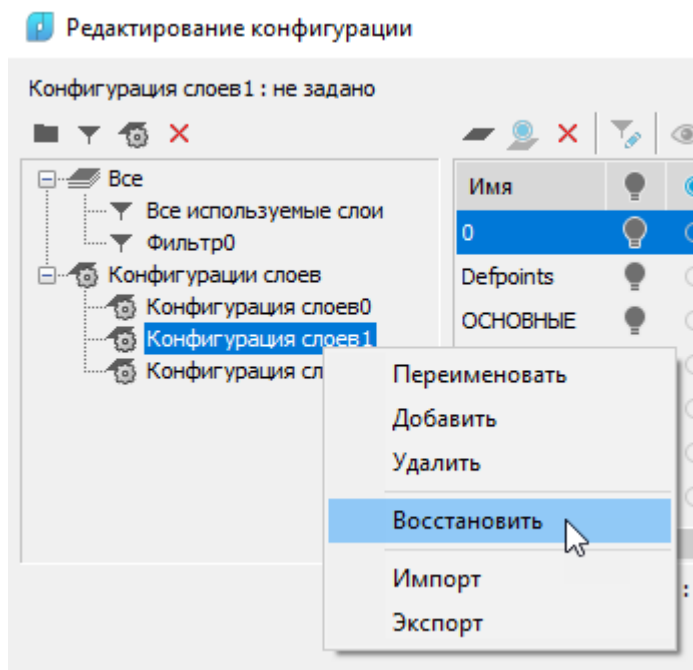 Редактирование конфигурации
Конфигурация слоев1 : не задано
Все
Все используемые слои
Фильтр0
Конфигурации слоев
Конфигурация слоев0
Конфигурация слоев1
Конфигурация сл
Имя
0
Defpoints
ОСНОВНЫЕ
Переименовать
Добавить
Удалить
Восстановить
Импорт
Экспорт
: